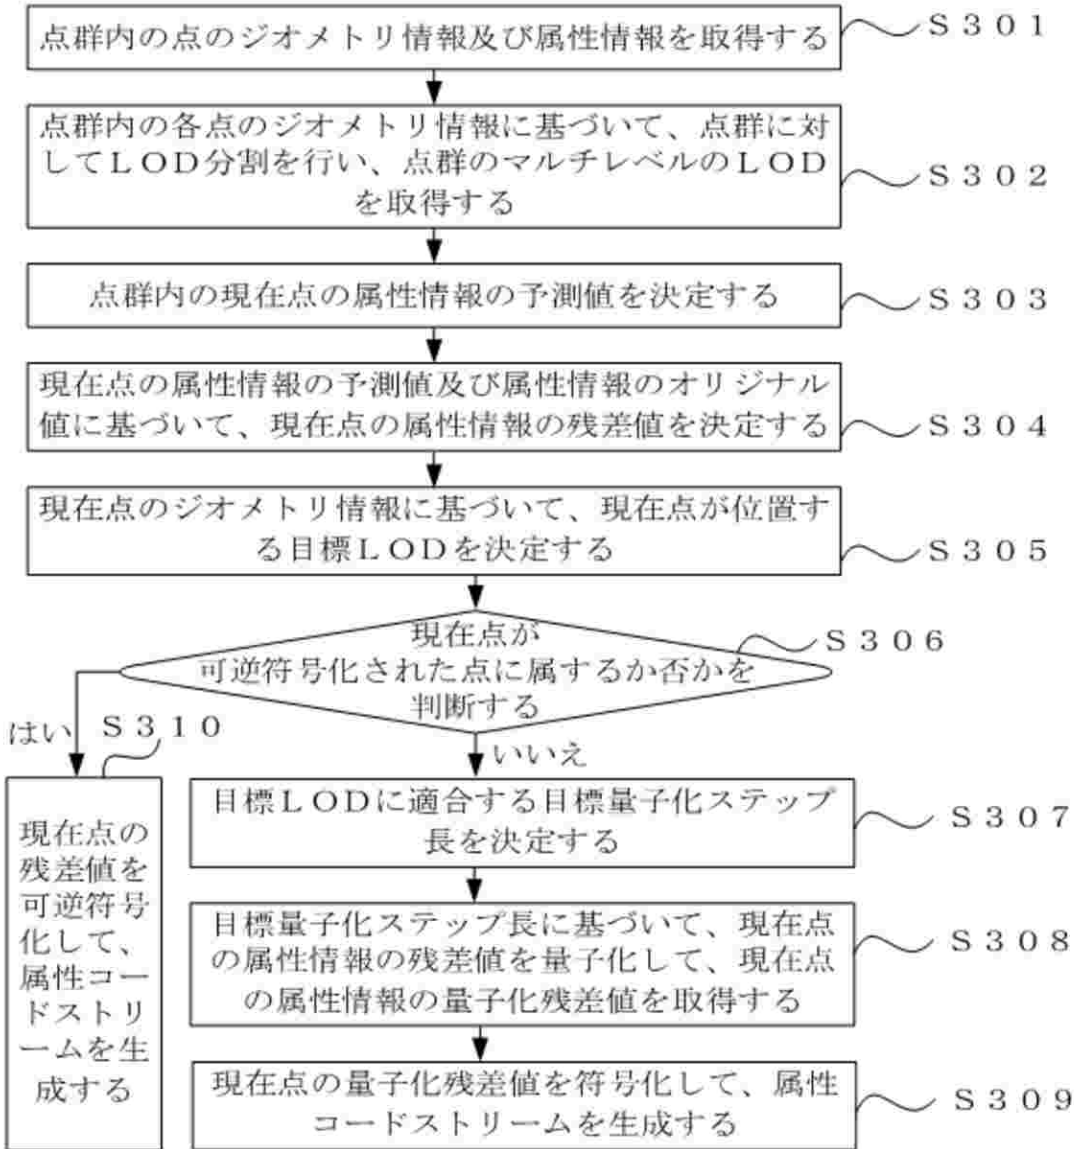 点群内の点のジオメトリ情報及び属性情報を取得する
Ｓ３０１
点群内の各点のジオメトリ情報に基づいて、点群に対
してＬＯＤ分割を行い、点群のマルチレベルのＬＯＤ
を取得する
Ｓ３０２
点群内の現在点の属性情報の予測値を決定する
Ｓ３０３
現在点の属性情報の予測値及び属性情報のオリジナル
値に基づいて、現在点の属性情報の残差値を決定する
Ｓ３０４
現在点のジオメトリ情報に基づいて、現在点が位置す
る目標ＬＯＤを決定する
Ｓ３０５
現在点が
可逆符号化された点に属するか否かを
判断する
Ｓ３０６
はい
Ｓ３１０
現在点の
残差値を
可逆符号
化して、
属性コー
ドストリ
ームを生
成する
いいえ
目標ＬＯＤに適合する目標量子化ステップ
長を決定する
Ｓ３０７
目標量子化ステップ長に基づいて、現在点
の属性情報の残差値を量子化して、現在点
の属性情報の量子化残差値を取得する
Ｓ３０８
現在点の量子化残差値を符号化して、属性
コードストリームを生成する
Ｓ３０９